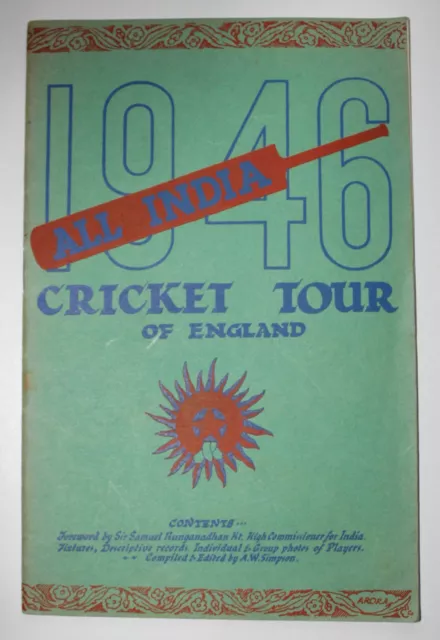 1946
ALL INDIA
CRICKET TOUR
OF ENGLAND
CONTENTS---
Foreword by Sir Samuel Runganadhan Kt. High Commissioner for India.
Fixtures, Descriptive records Individual & Group photos of Players.
Compiled & Edited by A.W. Simpson.
ARORA